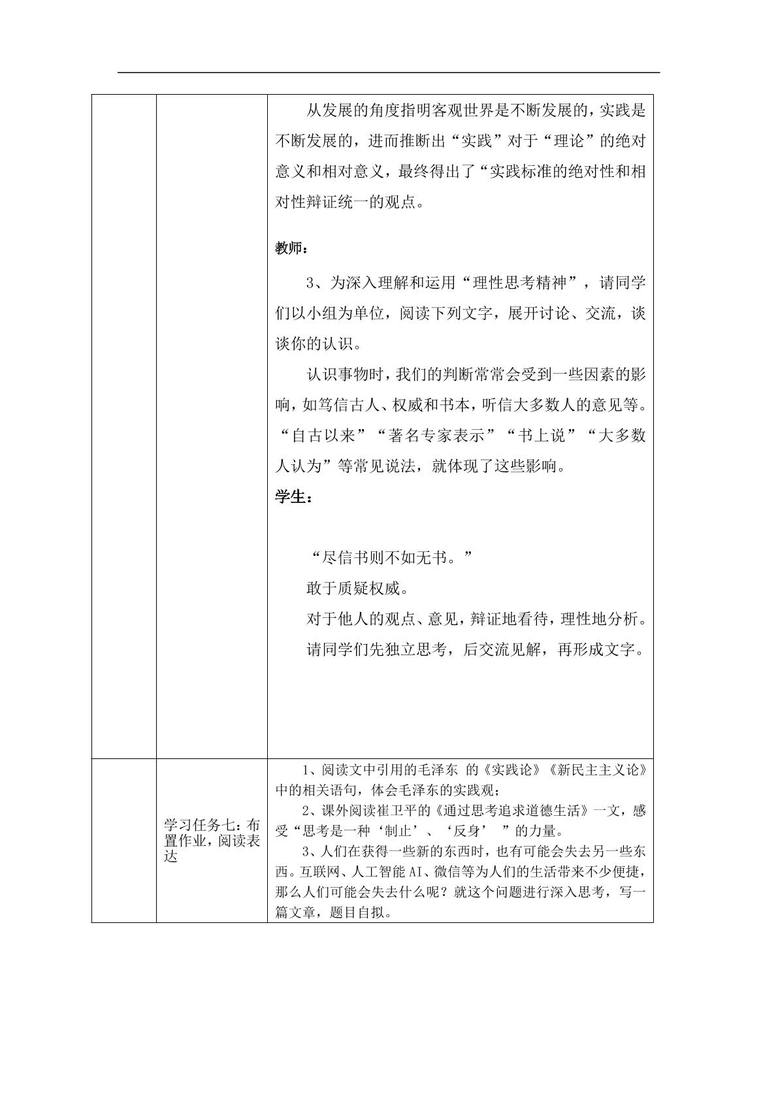 从发展的角度指明客观世界是不断发展的，实践是
不断发展的，进而推断出“实践”对于“理论”的绝对
意义和相对意义，最终得出了“实践标准的绝对性和相
对性辩证统一的观点。
教师：
3、为深入理解和运用“理性思考精神”，请同学
们以小组为单位，阅读下列文字，展开讨论、交流，谈
谈你的认识。
认识事物时，我们的判断常常会受到一些因素的影
响，如笃信古人、权威和书本，听信大多数人的意见等。
“自古以来”“著名专家表示”“书上说”“大多数
人认为”等常见说法，就体现了这些影响。
学生：
“尽信书则不如无书。”
敢于质疑权威。
对于他人的观点、意见，辩证地看待，理性地分析。
请同学们先独立思考，后交流见解，再形成文字。
学习任务七：布
置作业，阅读表
达
1、阅读文中引用的毛泽东 的《实践论》《新民主主义论》
中的相关语句，体会毛泽东的实践观；
2、课外阅读崔卫平的《通过思考追求道德生活》一文，感
受“思考是一种‘制止’、‘反身’ ”的力量。
3、人们在获得一些新的东西时，也有可能会失去另一些东
西。互联网、人工智能 AI、微信等为人们的生活带来不少便捷，
那么人们可能会失去什么呢？就这个问题进行深入思考，写一
篇文章，题目自拟。